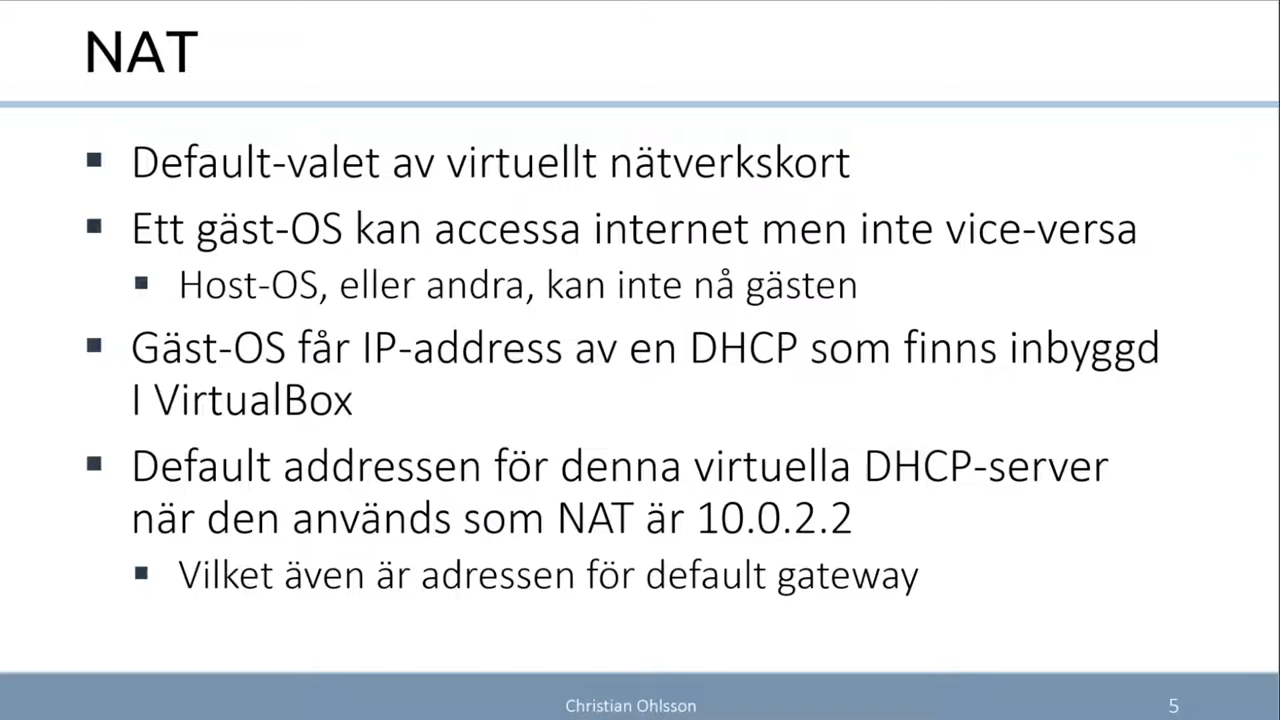 NAT
Default-valet av virtuellt nätverkskort
Ett gäst-OS kan accessa internet men inte vice-versa
Host-OS, eller andra, kan inte nå gästen
Gäst-OS får IP-address av en DHCP som finns inbyggd
I VirtualBox
Default addressen för denna virtuella DHCP-server
när den används som NAT är 10.0.2.2
Vilket även är adressen för default gateway
Christian Ohlsson
5